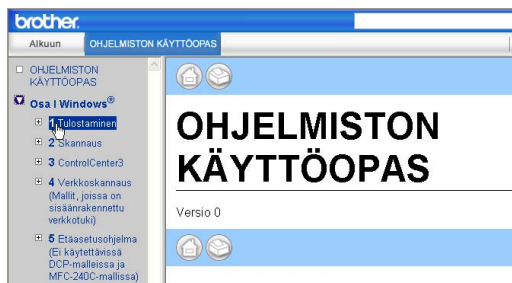 brother
Alkuun
OHJELMISTON KÄYTTÖOPAS
OHJELMISTON
KÄYTTÖOPAS
Osa I Windows®
1 Tulostaminen
2 Skannaus
3 ControlCenter3
4 Verkkoskannaus
(Mallit, joissa on
sisäänrakennettu
verkkotuki)
5 Etäasetusohjelma
(Ei käytettävissä
DCP-malleissa ja
MFC-240C-mallissa)
OHJELMISTON
KÄYTTÖOPAS
Versio 0